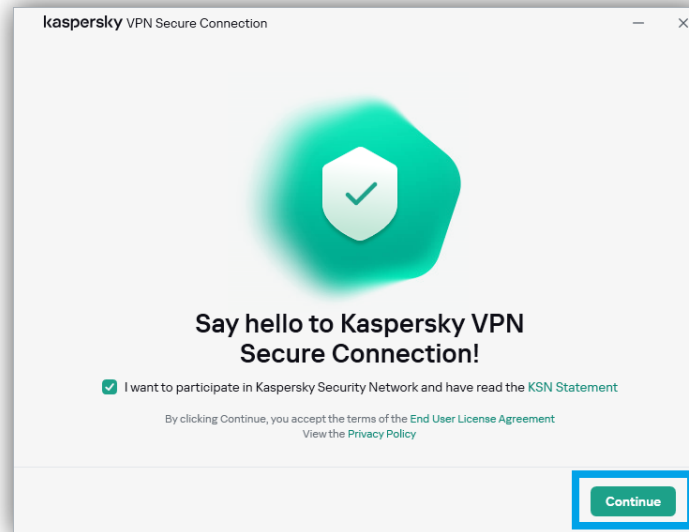 kaspersky VPN Secure Connection
Say hello to Kaspersky VPN
Secure Connection!
I want to participate in Kaspersky Security Network and have read the KSN Statement
By clicking Continue, you accept the terms of the End User License Agreement
View the Privacy Policy
Continue